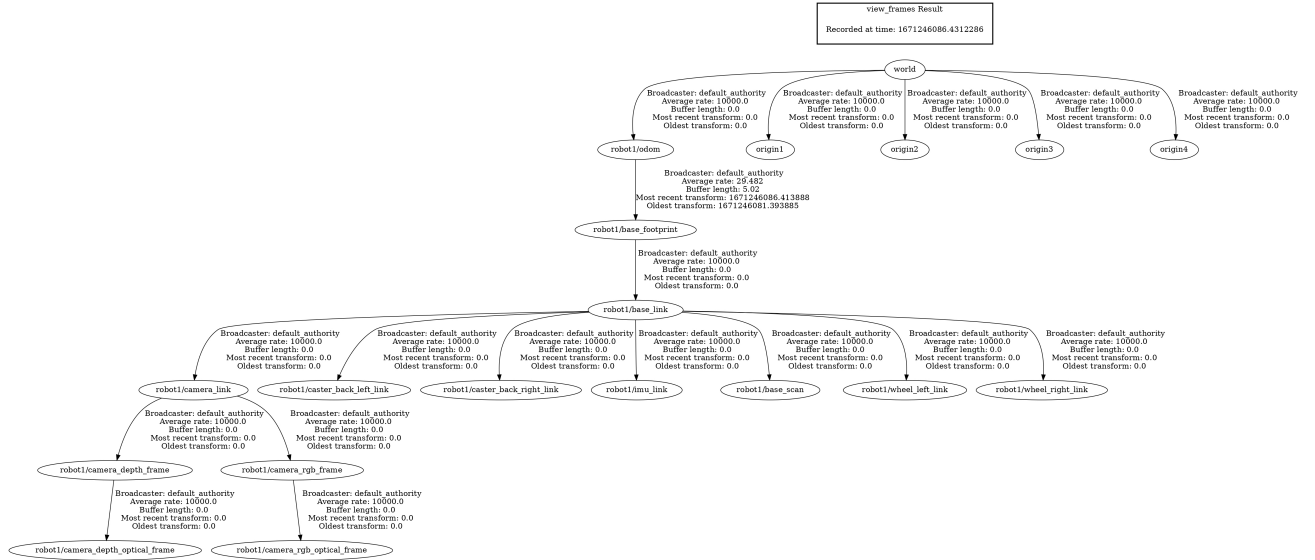 view_frames Result
Recorded at time: 1671246086.4312286
world
Broadcaster: default_authority
Average rate: 10000.0
Buffer length: 0.0
Most recent transform: 0.0
Oldest transform: 0.0
Broadcaster: default_authority
Average rate: 10000.0
Buffer length: 0.0
Most recent transform: 0.0
Oldest transform: 0.0
Broadcaster: default_authority
Average rate: 10000.0
Buffer length: 0.0
Most recent transform: 0.0
Oldest transform: 0.0
Broadcaster: default_authority
Average rate: 10000.0
Buffer length: 0.0
Most recent transform: 0.0
Oldest transform: 0.0
Broadcaster: default_authority
Average rate: 10000.0
Buffer length: 0.0
Most recent transform: 0.0
Oldest transform: 0.0
robot1/odom
origin1
origin2
origin3
origin4
Broadcaster: default_authority
Average rate: 29.482
Buffer length: 5.02
Most recent transform: 1671246086.413888
Oldest transform: 1671246081.393885
robot1/base_footprint
Broadcaster: default_authority
Average rate: 10000.0
Buffer length: 0.0
Most recent transform: 0.0
Oldest transform: 0.0
robot1/base_link
Broadcaster: default_authority
Average rate: 10000.0
Buffer length: 0.0
Most recent transform: 0.0
Oldest transform: 0.0
Broadcaster: default_authority
Average rate: 10000.0
Buffer length: 0.0
Most recent transform: 0.0
Oldest transform: 0.0
Broadcaster: default_authority
Average rate: 10000.0
Buffer length: 0.0
Most recent transform: 0.0
Oldest transform: 0.0
Broadcaster: default_authority
Average rate: 10000.0
Buffer length: 0.0
Most recent transform: 0.0
Oldest transform: 0.0
Broadcaster: default_authority
Average rate: 10000.0
Buffer length: 0.0
Most recent transform: 0.0
Oldest transform: 0.0
Broadcaster: default_authority
Average rate: 10000.0
Buffer length: 0.0
Most recent transform: 0.0
Oldest transform: 0.0
Broadcaster: default_authority
Average rate: 10000.0
Buffer length: 0.0
Most recent transform: 0.0
Oldest transform: 0.0
robot1/camera_link
robot1/caster_back_left_link
robot1/caster_back_right_link
robot1/imu_link
robot1/base_scan
robot1/wheel_left_link
robot1/wheel_right_link
Broadcaster: default_authority
Average rate: 10000.0
Buffer length: 0.0
Most recent transform: 0.0
Oldest transform: 0.0
Broadcaster: default_authority
Average rate: 10000.0
Buffer length: 0.0
Most recent transform: 0.0
Oldest transform: 0.0
robot1/camera_depth_frame
robot1/camera_rgb_frame
Broadcaster: default_authority
Average rate: 10000.0
Buffer length: 0.0
Most recent transform: 0.0
Oldest transform: 0.0
Broadcaster: default_authority
Average rate: 10000.0
Buffer length: 0.0
Most recent transform: 0.0
Oldest transform: 0.0
robot1/camera_depth_optical_frame
robot1/camera_rgb_optical_frame